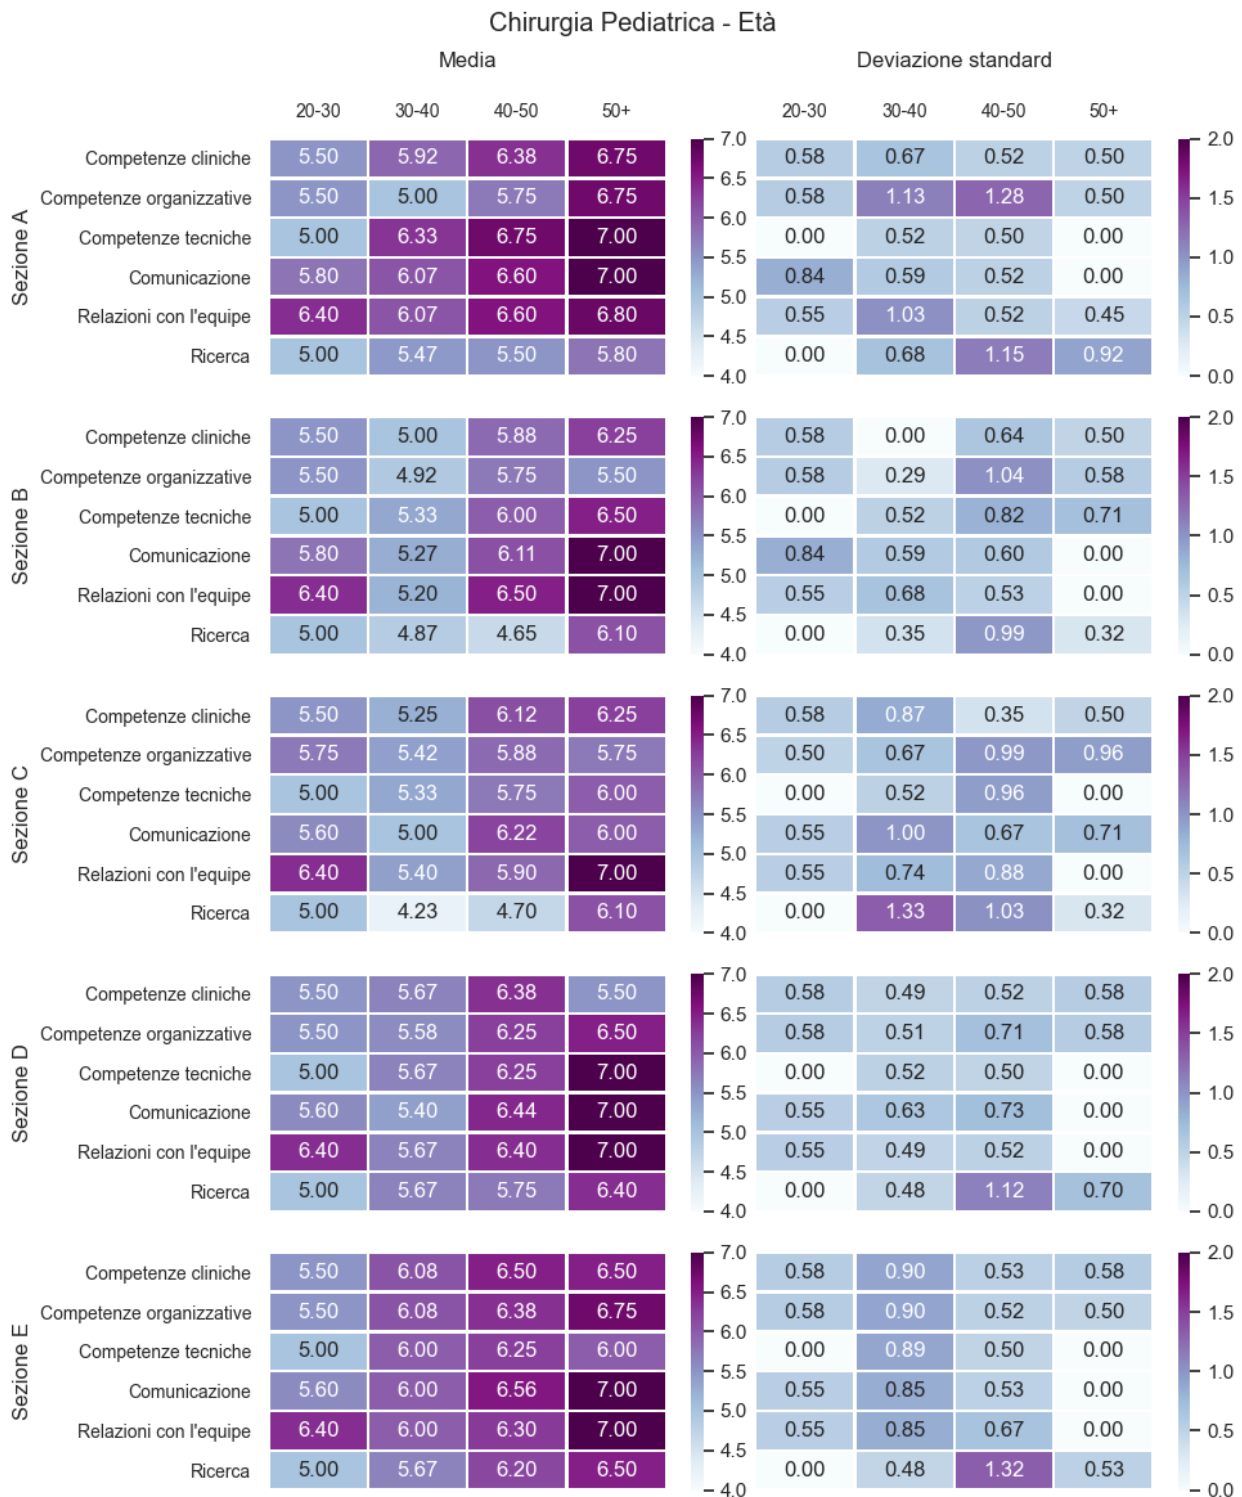 Chirurgia Pediatrica - Età
Media Deviazione standard
20-30 30-40 40-50 50+ 20-30 30-40 40-50 50+
Sezione A
Competenze cliniche 5.50 5.92 6.38 6.75 0.58 0.67 0.52 0.50
Competenze organizzative 5.50 5.00 5.75 6.75 0.58 1.13 1.28 0.50
Competenze tecniche 5.00 6.33 6.75 7.00 0.00 0.52 0.50 0.00
Comunicazione 5.80 6.07 6.60 7.00 0.84 0.59 0.52 0.00
Relazioni con l'equipe 6.40 6.07 6.60 6.80 0.55 1.03 0.52 0.45
Ricerca 5.00 5.47 5.50 5.80 0.00 0.68 1.15 0.92
7.0 6.5 6.0 5.5 5.0 4.5 4.0
2.0 1.5 1.0 0.5 0.0
Sezione B
Competenze cliniche 5.50 5.00 5.88 6.25 0.58 0.00 0.64 0.50
Competenze organizzative 5.50 4.92 5.75 5.50 0.58 0.29 1.04 0.58
Competenze tecniche 5.00 5.33 6.00 6.50 0.00 0.52 0.82 0.71
Comunicazione 5.80 5.27 6.11 7.00 0.84 0.59 0.60 0.00
Relazioni con l'equipe 6.40 5.20 6.50 7.00 0.55 0.68 0.53 0.00
Ricerca 5.00 4.87 4.65 6.10 0.00 0.35 0.99 0.32
7.0 6.5 6.0 5.5 5.0 4.5 4.0
2.0 1.5 1.0 0.5 0.0
Sezione C
Competenze cliniche 5.50 5.25 6.12 6.25 0.58 0.87 0.35 0.50
Competenze organizzative 5.75 5.42 5.88 5.75 0.50 0.67 0.99 0.96
Competenze tecniche 5.00 5.33 5.75 6.00 0.00 0.52 0.96 0.00
Comunicazione 5.60 5.00 6.22 6.00 0.55 1.00 0.67 0.71
Relazioni con l'equipe 6.40 5.40 5.90 7.00 0.55 0.74 0.88 0.00
Ricerca 5.00 4.23 4.70 6.10 0.00 1.33 1.03 0.32
7.0 6.5 6.0 5.5 5.0 4.5 4.0
2.0 1.5 1.0 0.5 0.0
Sezione D
Competenze cliniche 5.50 5.67 6.38 5.50 0.58 0.49 0.52 0.58
Competenze organizzative 5.50 5.58 6.25 6.50 0.58 0.51 0.71 0.58
Competenze tecniche 5.00 5.67 6.25 7.00 0.00 0.52 0.50 0.00
Comunicazione 5.60 5.40 6.44 7.00 0.55 0.63 0.73 0.00
Relazioni con l'equipe 6.40 5.67 6.40 7.00 0.55 0.49 0.52 0.00
Ricerca 5.00 5.67 5.75 6.40 0.00 0.48 1.12 0.70
7.0 6.5 6.0 5.5 5.0 4.5 4.0
2.0 1.5 1.0 0.5 0.0
Sezione E
Competenze cliniche 5.50 6.08 6.50 6.50 0.58 0.90 0.53 0.58
Competenze organizzative 5.50 6.08 6.38 6.75 0.58 0.90 0.52 0.50
Competenze tecniche 5.00 6.00 6.25 6.00 0.00 0.89 0.50 0.00
Comunicazione 5.60 6.00 6.56 7.00 0.55 0.85 0.53 0.00
Relazioni con l'equipe 6.40 6.00 6.30 7.00 0.55 0.85 0.67 0.00
Ricerca 5.00 5.67 6.20 6.50 0.00 0.48 1.32 0.53
7.0 6.5 6.0 5.5 5.0 4.5 4.0
2.0 1.5 1.0 0.5 0.0